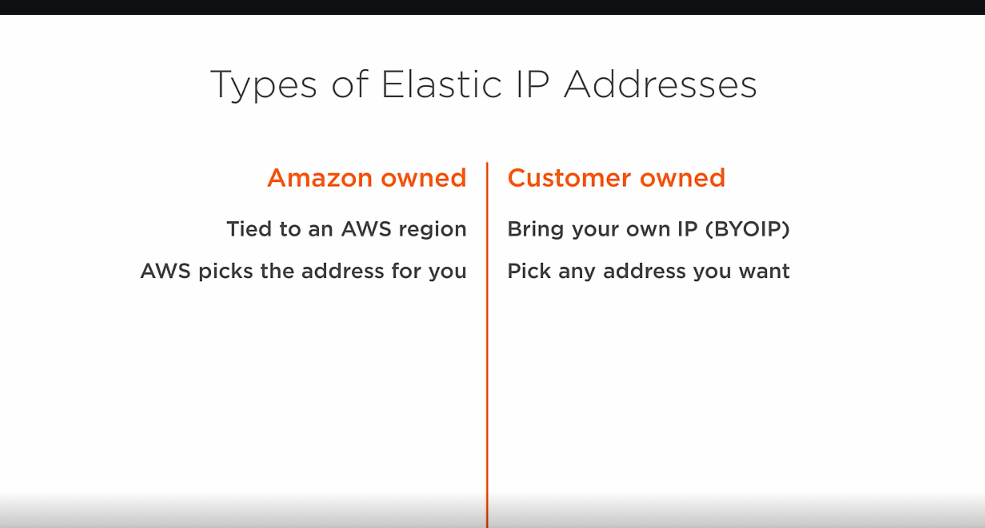 Types of Elastic IP Addresses
Amazon owned
Tied to an AWS region
AWS picks the address for you
Customer owned
Bring your own IP (BYOIP)
Pick any address you want